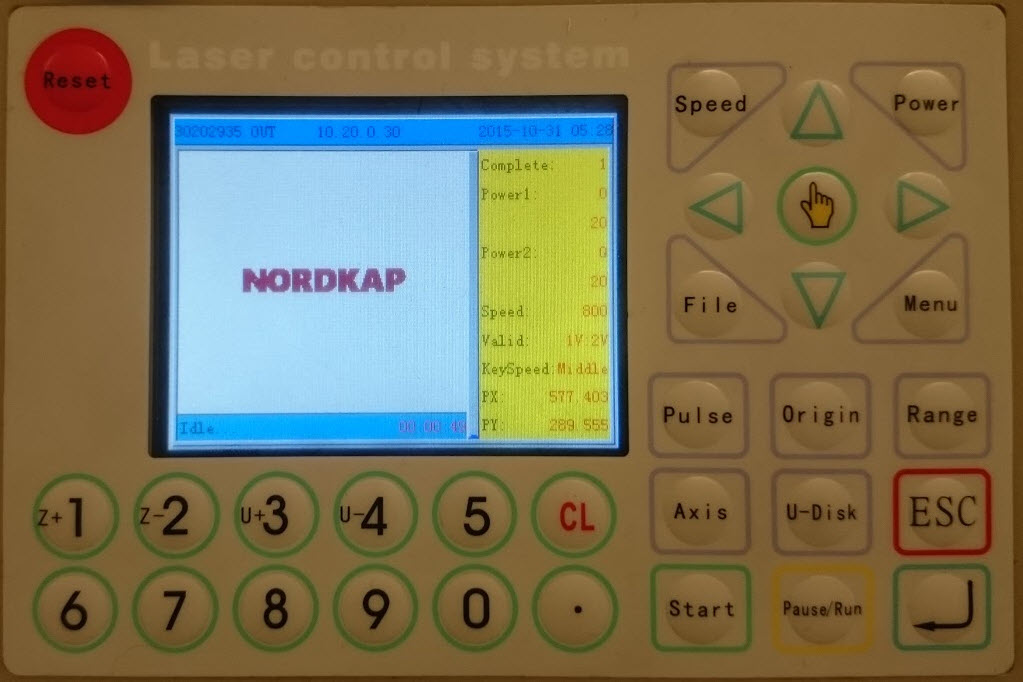 Laser control system
Reset
30202935.OUT 10.20.0.30 2015-10-31 05:28
Complete: 1
Power1: 0
20
Power2: 0
20
Speed: 800
Valid: 1V:2V
KeySpeed:Middle
PX: 577.403
PY: 289.555
NORDKAP
Idle...
Speed
Power
File
Menu
Pulse
Origin
Range
Axis
U-Disk
ESC
Start
Pause/Run
Z+ 1
Z- 2
U+ 3
U- 4
5
CL
6
7
8
9
0
.